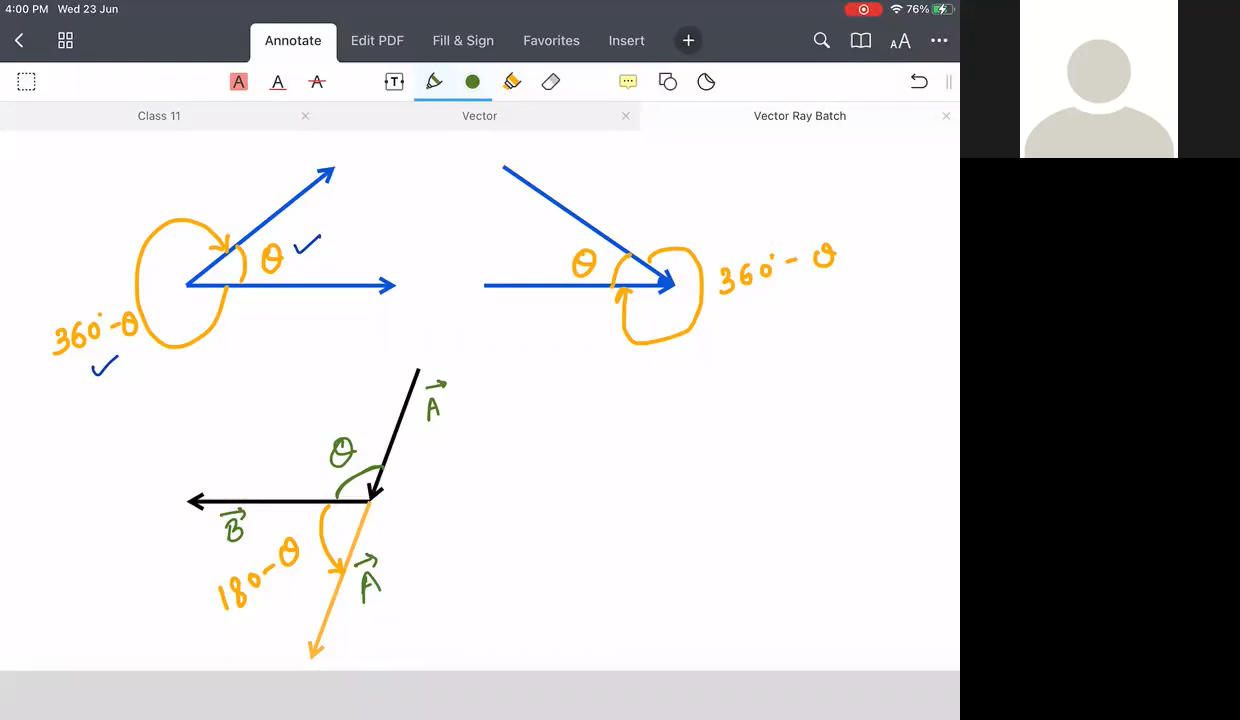 4:00 PM Wed 23 Jun
76%
Annotate Edit PDF Fill & Sign Favorites Insert
AA
A A A T
Class 11 Vector Vector Ray Batch
θ
360° - θ
θ
360° - θ
A
θ
B
180 - θ
A